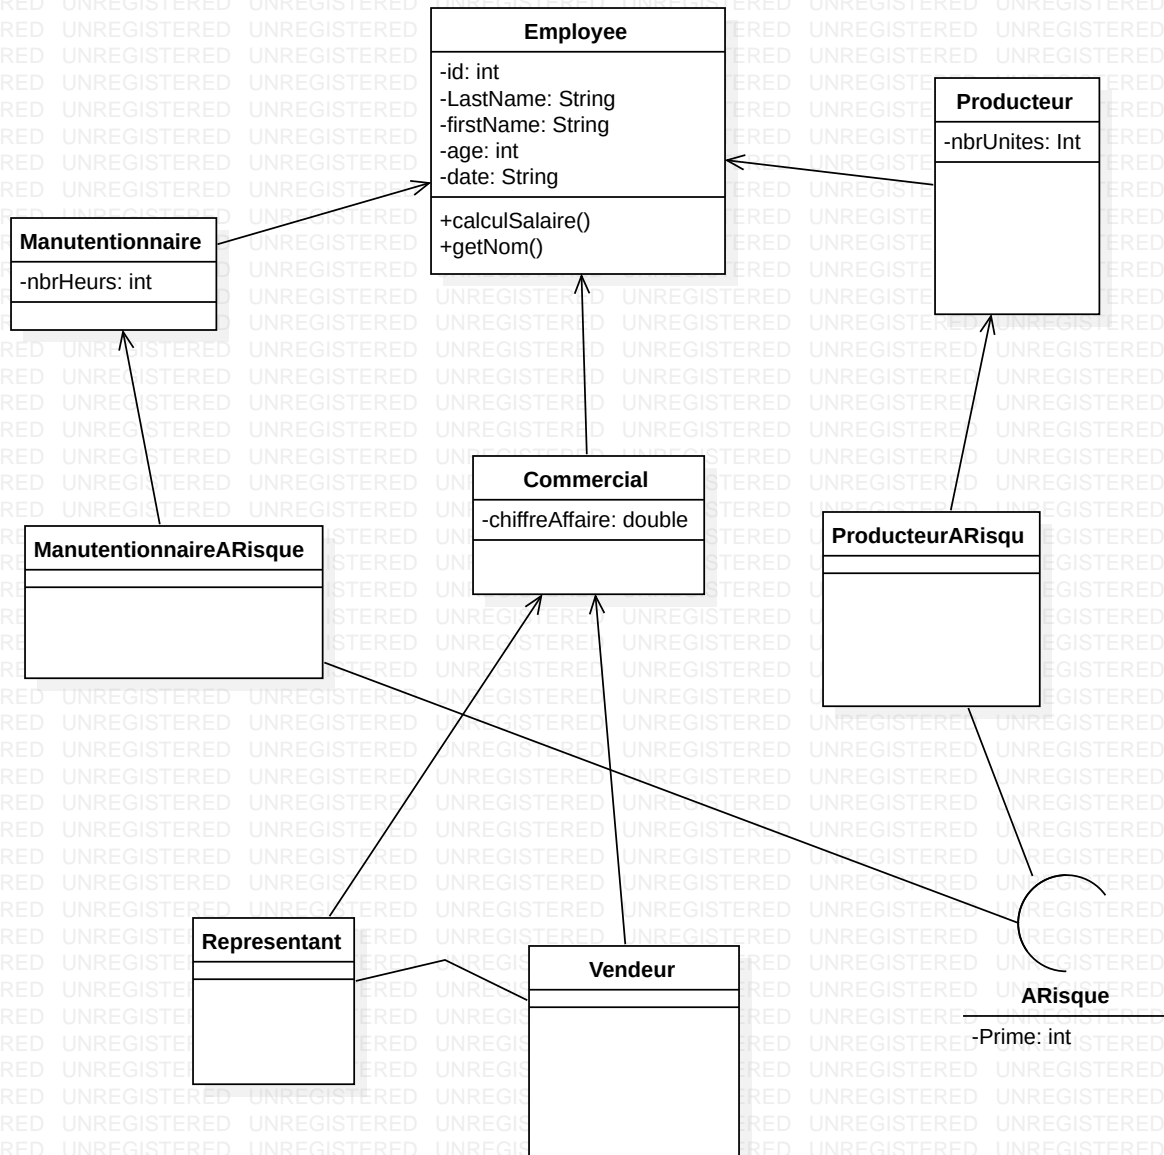 Employee
-id: int
-LastName: String
-firstName: String
-age: int
-date: String
+calculSalaire()
+getNom()
Producteur
-nbrUnites: Int
Manutentionnaire
-nbrHeurs: int
Commercial
-chiffreAffaire: double
ManutentionnaireARisque
ProducteurARisqu
Representant
Vendeur
ARisque
-Prime: int
UNREGISTERED